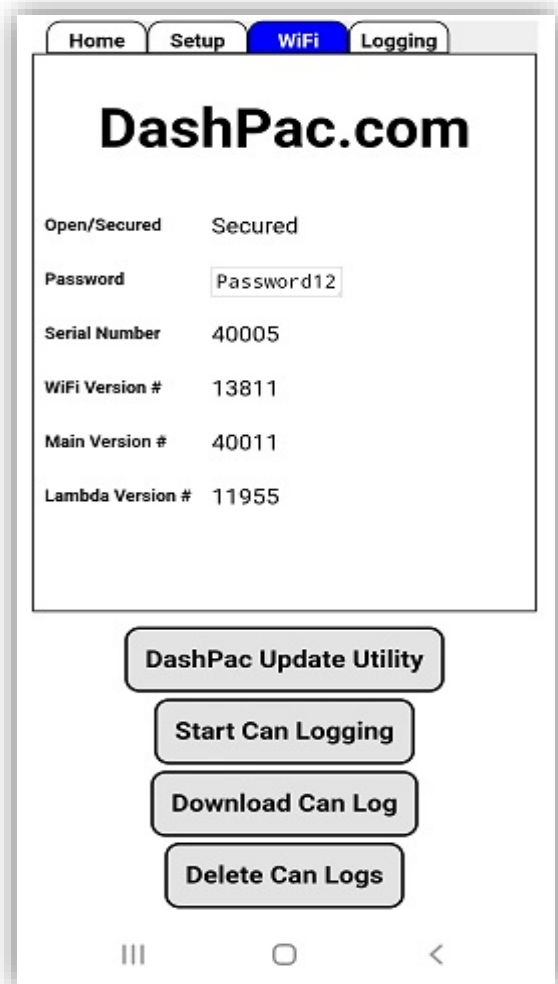 Home Setup WiFi Logging
DashPac.com
Open/Secured Secured
Password Password12
Serial Number 40005
WiFi Version # 13811
Main Version # 40011
Lambda Version # 11955
DashPac Update Utility
Start Can Logging
Download Can Log
Delete Can Logs